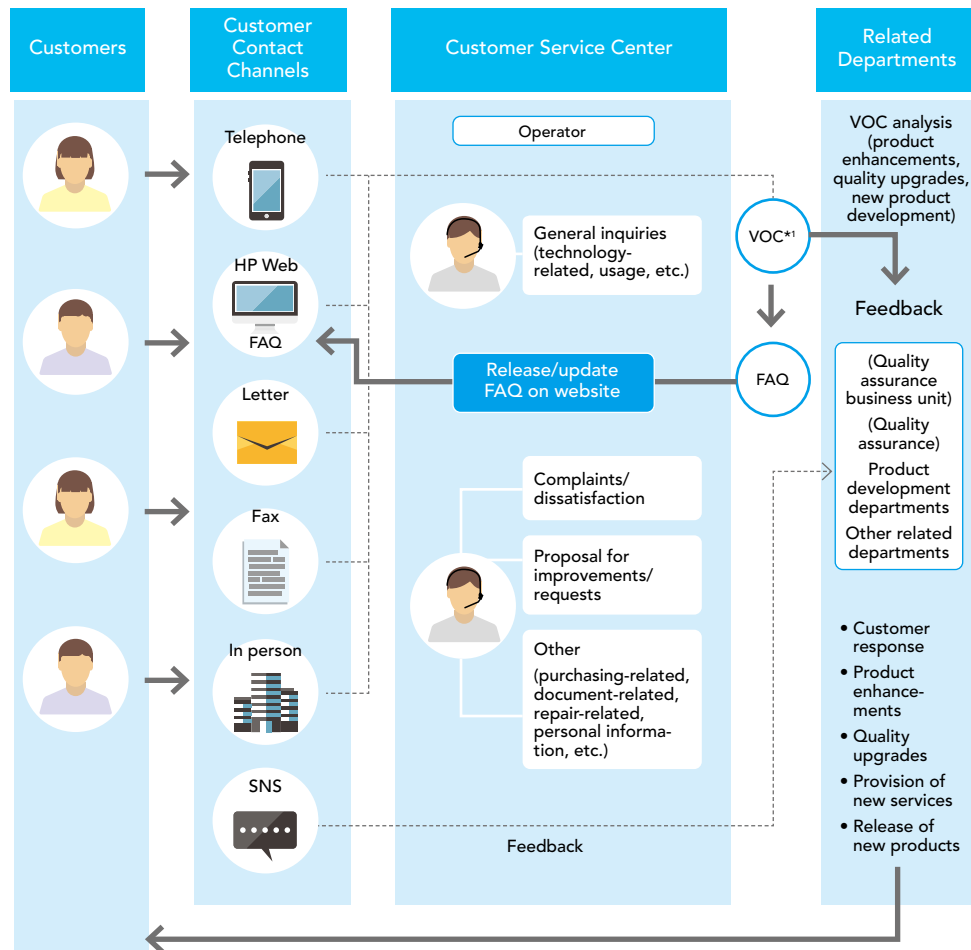 Customers
Customer
Contact
Channels
Customer Service Center
Related
Departments
Telephone
HP Web
FAQ
Letter
Fax
In person
SNS
Operator
General inquiries
(technology-
related, usage, etc.)
VOC*1
Release/update
FAQ on website
FAQ
Complaints/
dissatisfaction
Proposal for
improvements/
requests
Other
(purchasing-related,
document-related,
repair-related,
personal informa-
tion, etc.)
Feedback
VOC analysis
(product
enhancements,
quality upgrades,
new product
development)
Feedback
(Quality
assurance
business unit)
(Quality
assurance)
Product
development
departments
Other related
departments
• Customer
response
• Product
enhance-
ments
• Quality
upgrades
• Provision of
new services
• Release of
new products